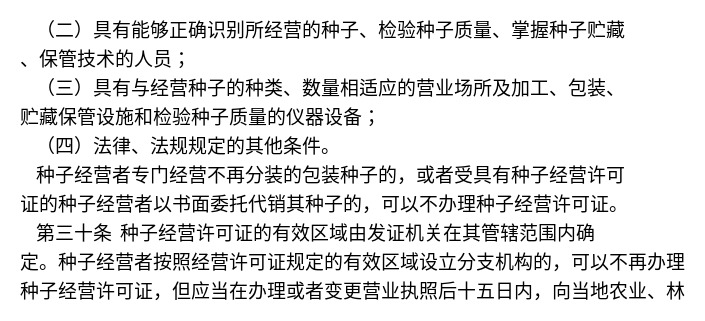 （二）具有能够正确识别所经营的种子、检验种子质量、掌握种子贮藏
、保管技术的人员；
（三）具有与经营种子的种类、数量相适应的营业场所及加工、包装、
贮藏保管设施和检验种子质量的仪器设备；
（四）法律、法规规定的其他条件。
种子经营者专门经营不再分装的包装种子的，或者受具有种子经营许可
证的种子经营者以书面委托代销其种子的，可以不办理种子经营许可证。
第三十条 种子经营许可证的有效区域由发证机关在其管辖范围内确
定。种子经营者按照经营许可证规定的有效区域设立分支机构的，可以不再办理
种子经营许可证，但应当在办理或者变更营业执照后十五日内，向当地农业、林